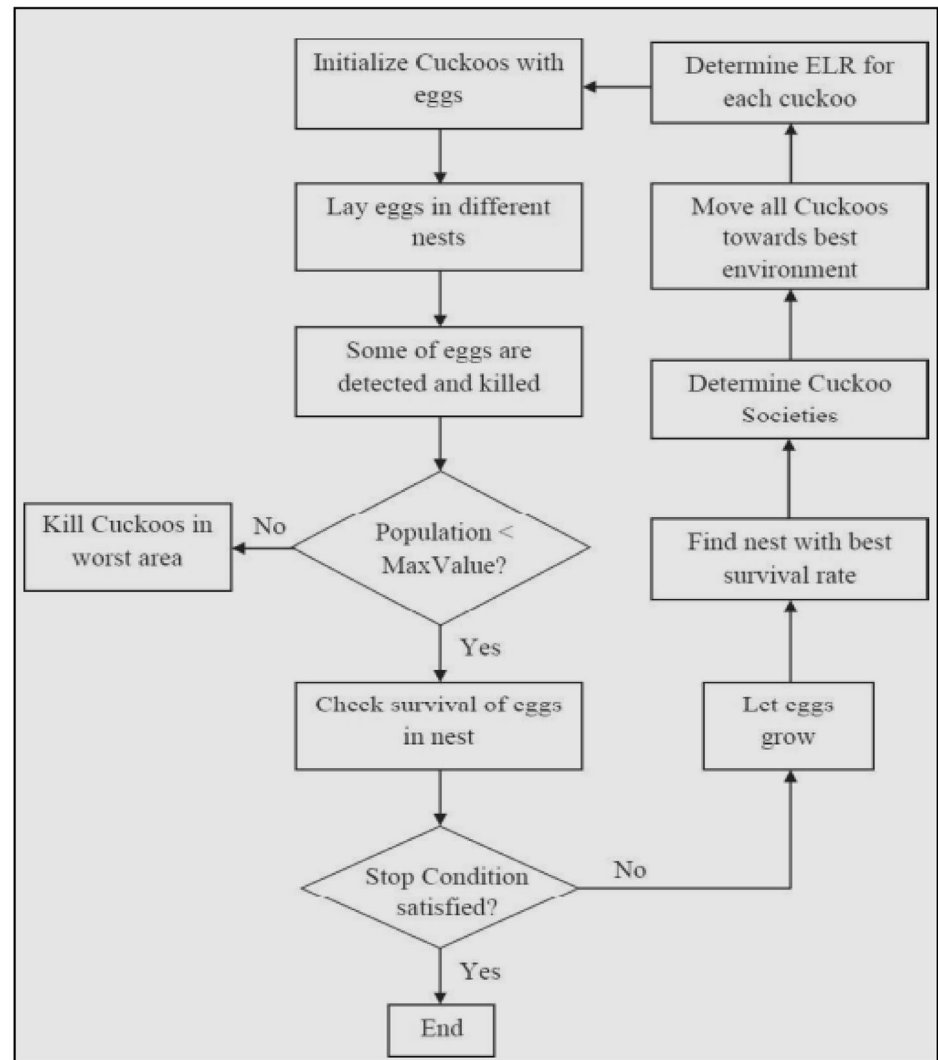 Initialize Cuckoos with
eggs
Lay eggs in different
nests
Some of eggs are
detected and killed
Population <
MaxValue?
No
Kill Cuckoos in
worst area
Yes
Check survival of eggs
in nest
Stop Condition
satisfied?
Yes
End
No
Let eggs
grow
Find nest with best
survival rate
Determine Cuckoo
Societies
Move all Cuckoos
towards best
environment
Determine ELR for
each cuckoo